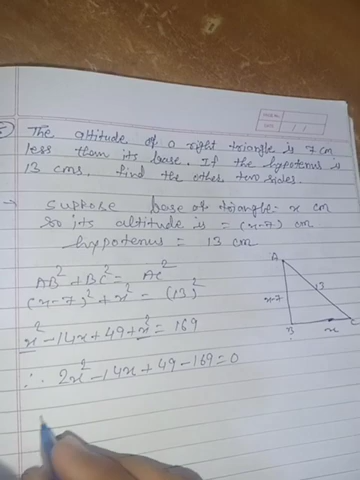 The altitude of a right triangle is 7 cm
less them its base. If the hypotenus is
13 cms. find the other two sides.
→ suppose base of triangle = x cm
so its altitude is = (x-7) cm
hypotenus = 13 cm
AB² + BC² = AC²
(x-7)² + x² = (13)²
x² - 14x + 49 + x² = 169
∴ 2x² - 14x + 49 - 169 = 0
A
x-7
13
B
x
C
DATE